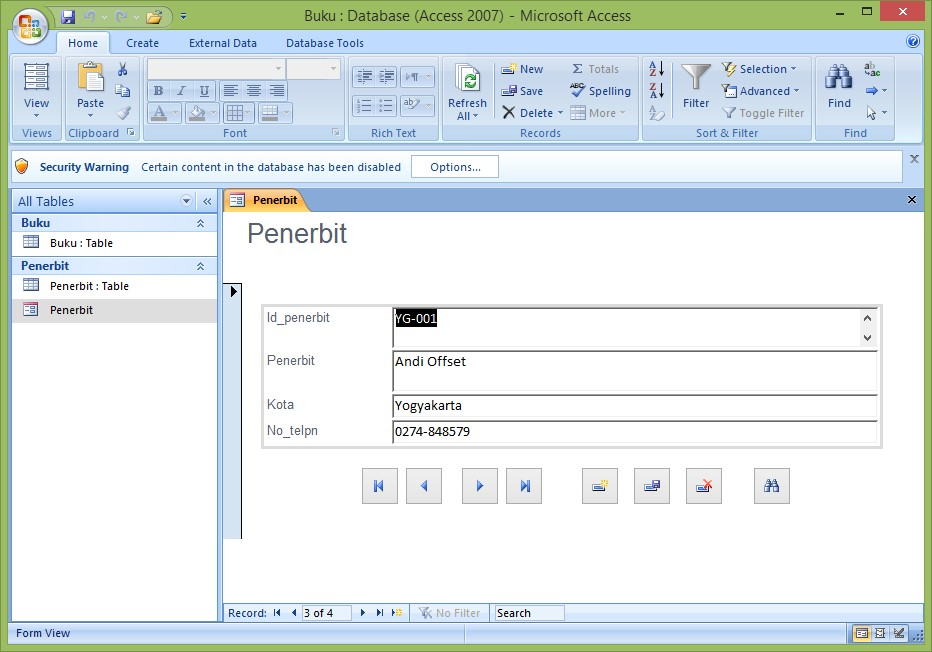 Buku : Database (Access 2007) - Microsoft Access
Home Create External Data Database Tools
View
Views
Paste
Clipboard
B I U
A
Font
ab
Rich Text
Refresh
All
New Σ Totals
Save ABC Spelling
Delete More
Records
A
Z
Z
A
Filter
Selection
Advanced
Toggle Filter
Sort & Filter
Find
ab
ac
Find
Security Warning Certain content in the database has been disabled Options...
All Tables «
Buku
Buku : Table
Penerbit
Penerbit : Table
Penerbit
Penerbit
Penerbit
Id_penerbit YG-001
Penerbit Andi Offset
Kota Yogyakarta
No_telpn 0274-848579
Record: 3 of 4 No Filter Search
Form View